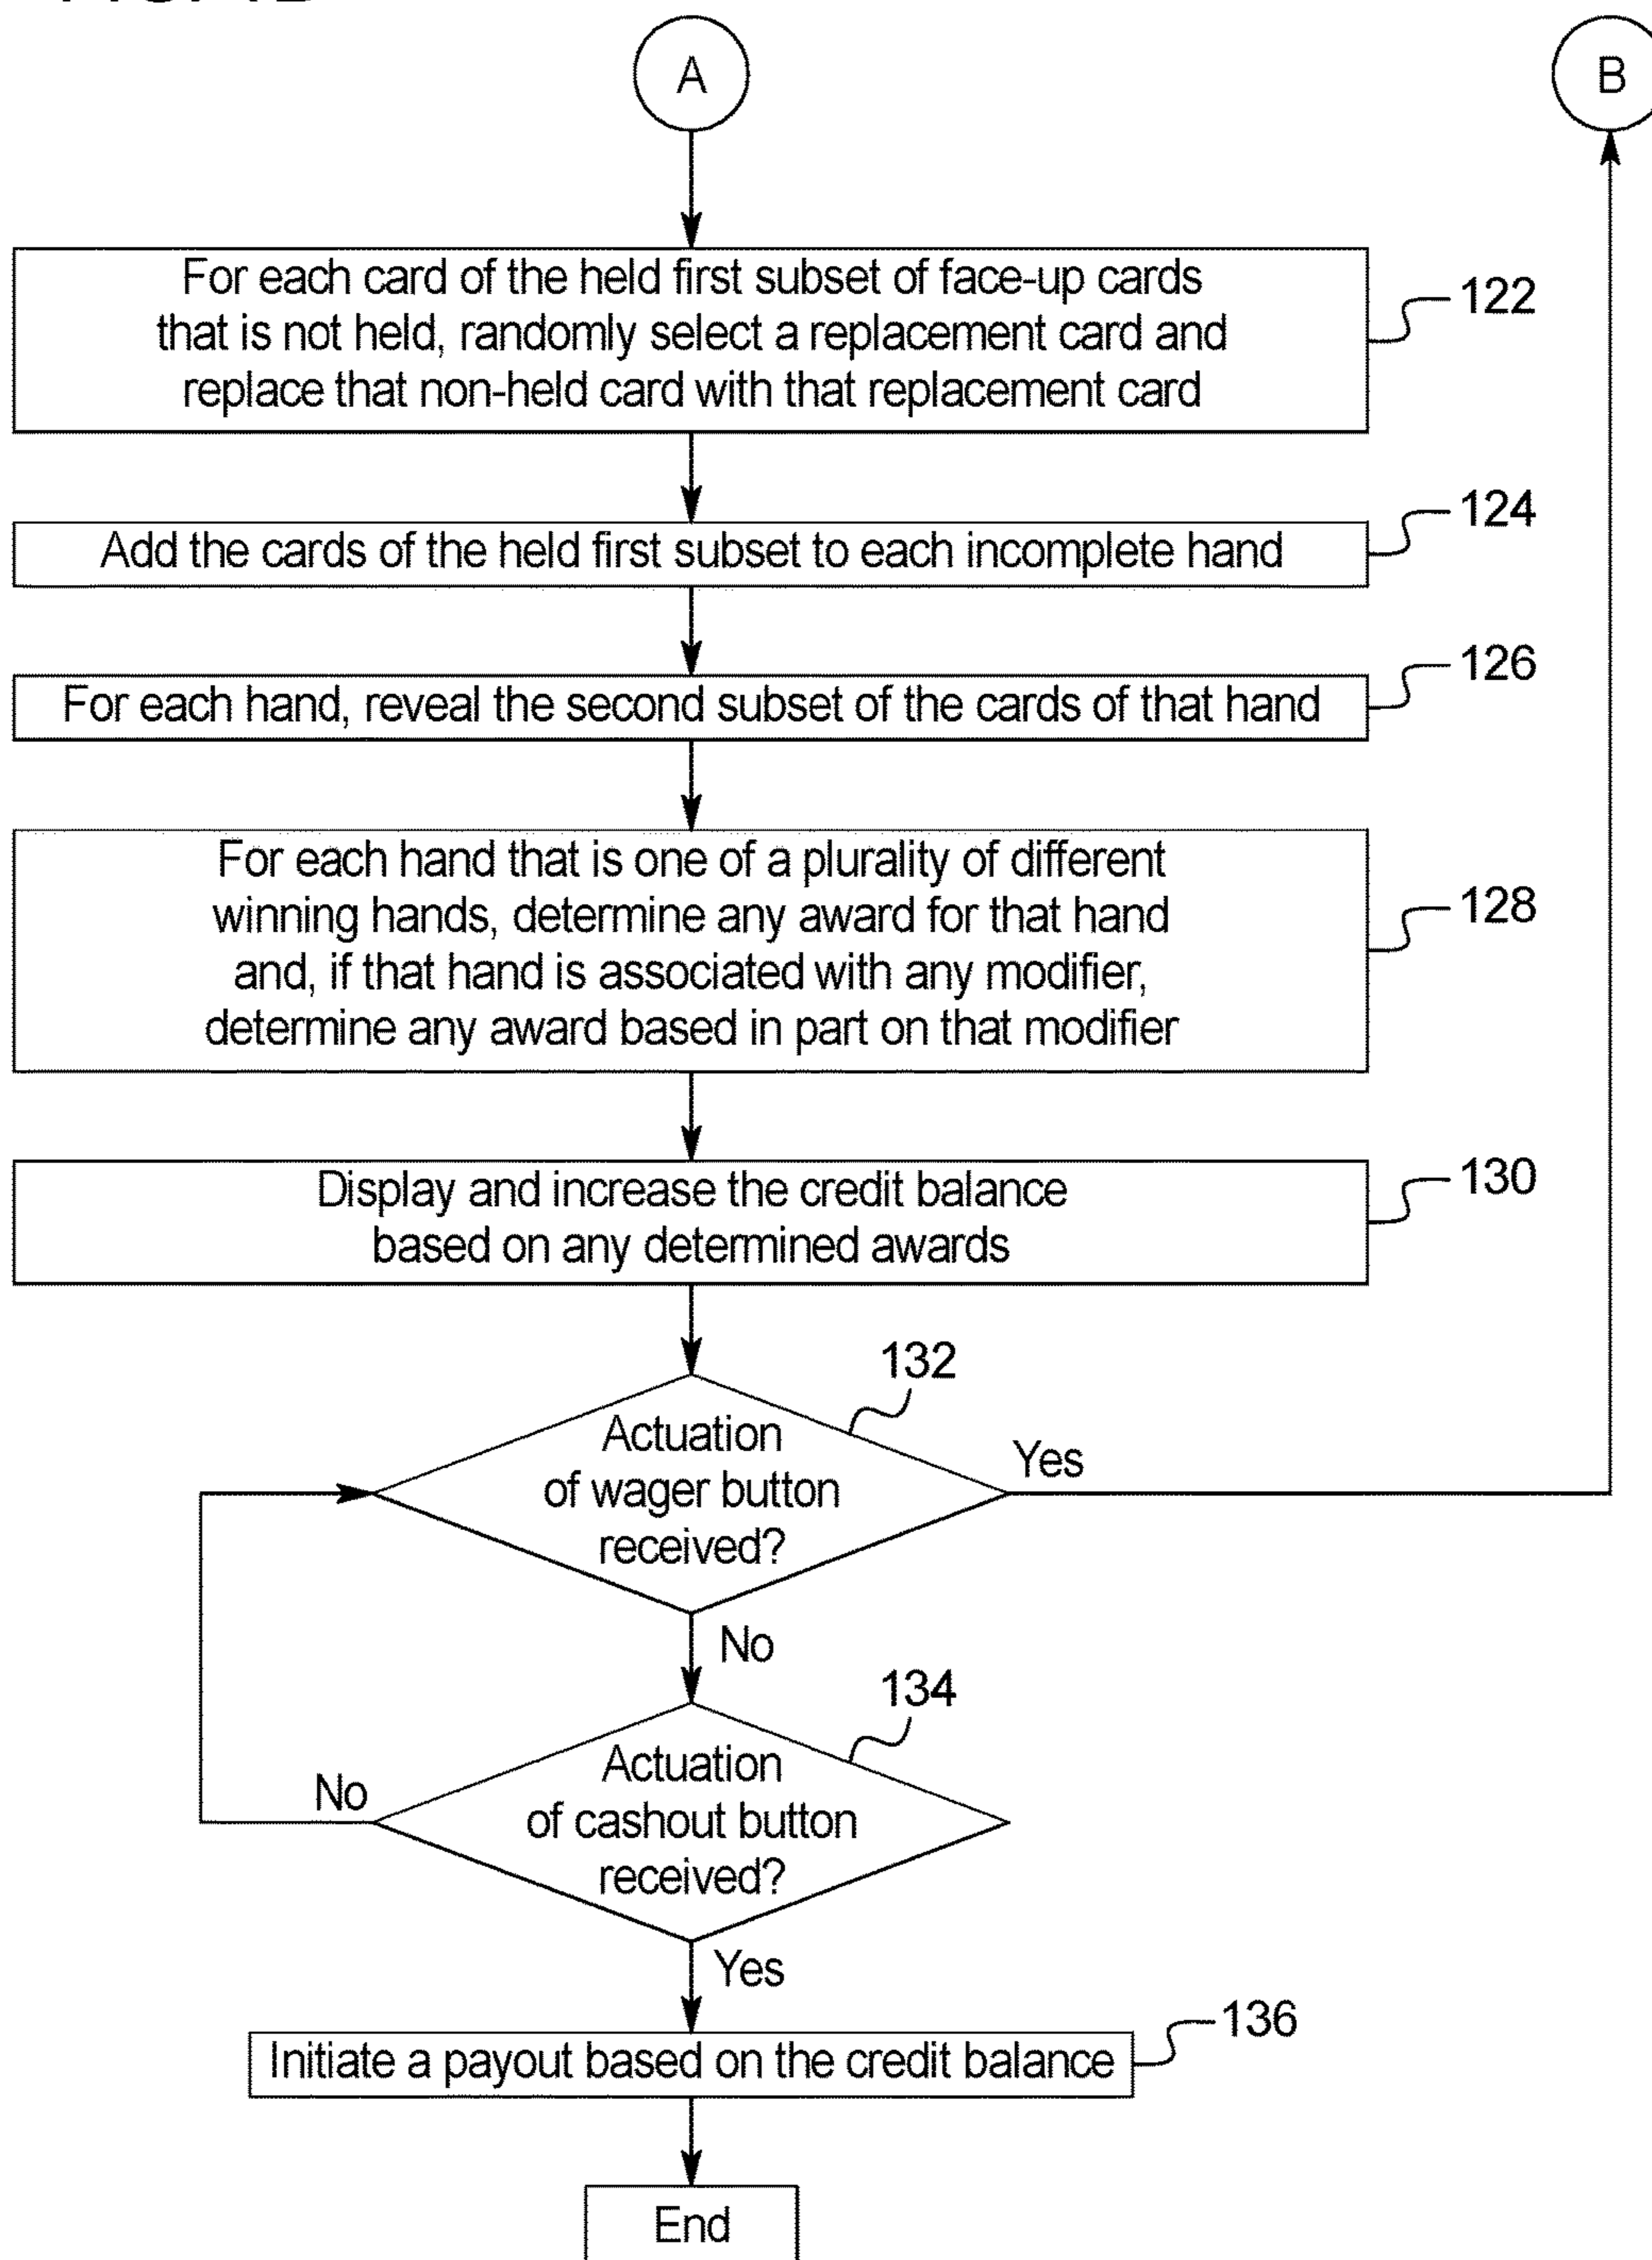 A
B
For each card of the held first subset of face-up cards
that is not held, randomly select a replacement card and
replace that non-held card with that replacement card
122
Add the cards of the held first subset to each incomplete hand
124
For each hand, reveal the second subset of the cards of that hand
126
For each hand that is one of a plurality of different
winning hands, determine any award for that hand
and, if that hand is associated with any modifier,
determine any award based in part on that modifier
128
Display and increase the credit balance
based on any determined awards
130
132
Actuation
of wager button
received?
Yes
No
134
Actuation
of cashout button
received?
No
Yes
Initiate a payout based on the credit balance
136
End